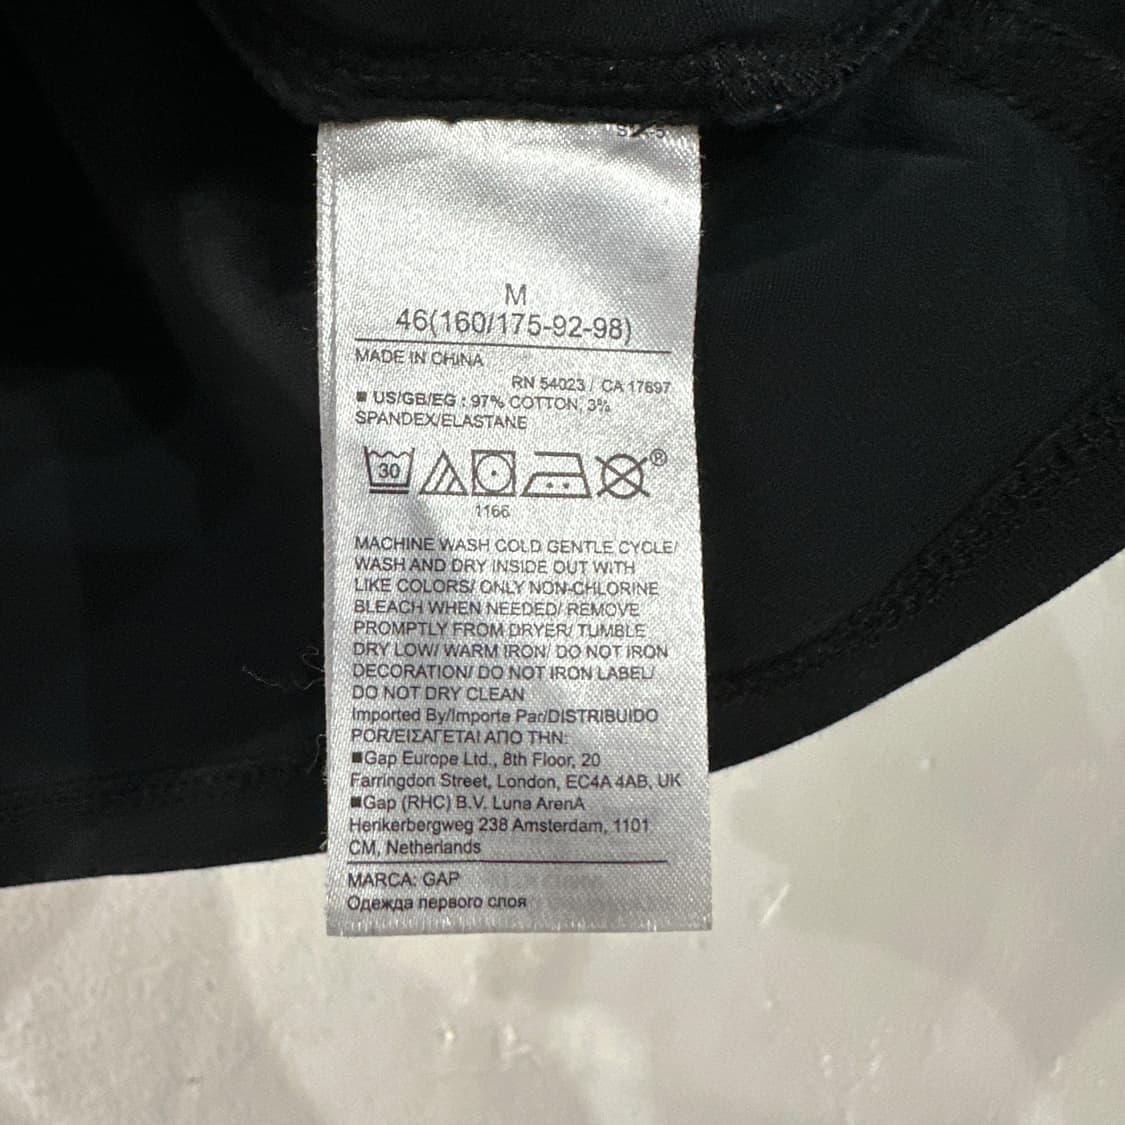 M
46(160/175-92-98)
MADE IN CHINA
RN 54023 / CA 17697
■ US/GB/EG : 97% COTTON, 3%
SPANDEX/ELASTANE
30
®
1166
MACHINE WASH COLD GENTLE CYCLE/
WASH AND DRY INSIDE OUT WITH
LIKE COLORS/ ONLY NON-CHLORINE
BLEACH WHEN NEEDED/ REMOVE
PROMPTLY FROM DRYER/ TUMBLE
DRY LOW/ WARM IRON/ DO NOT IRON
DECORATION/ DO NOT IRON LABEL/
DO NOT DRY CLEAN
Imported By/Importe Par/DISTRIBUIDO
POR/ΕΙΣΑΓΕΤΑΙ ΑΠΟ ΤΗΝ:
■Gap Europe Ltd., 8th Floor, 20
Farringdon Street, London, EC4A 4AB, UK
■Gap (RHC) B.V. Luna ArenA
Herikerbergweg 238 Amsterdam, 1101
CM, Netherlands
MARCA: GAP
Одежда первого слоя